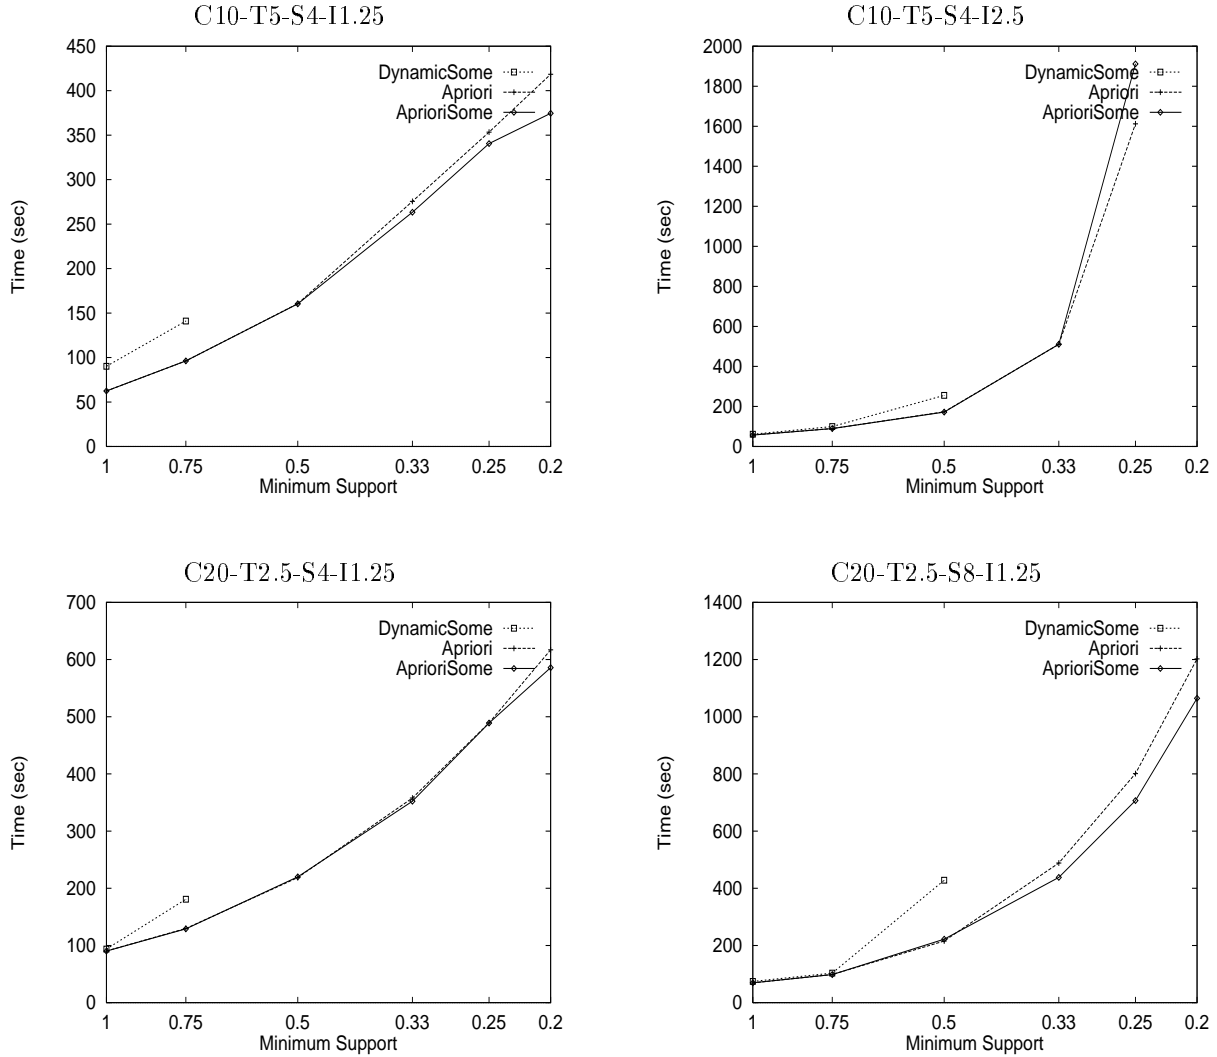 C10-T5-S4-I1.25
450
400
350
300
250
200
150
100
50
0
Time (sec)
DynamicSome
Apriori
AprioriSome
1 0.75 0.5 0.33 0.25 0.2
Minimum Support
C10-T5-S4-I2.5
2000
1800
1600
1400
1200
1000
800
600
400
200
0
Time (sec)
DynamicSome
Apriori
AprioriSome
1 0.75 0.5 0.33 0.25 0.2
Minimum Support
C20-T2.5-S4-I1.25
700
600
500
400
300
200
100
0
Time (sec)
DynamicSome
Apriori
AprioriSome
1 0.75 0.5 0.33 0.25 0.2
Minimum Support
C20-T2.5-S8-I1.25
1400
1200
1000
800
600
400
200
0
Time (sec)
DynamicSome
Apriori
AprioriSome
1 0.75 0.5 0.33 0.25 0.2
Minimum Support